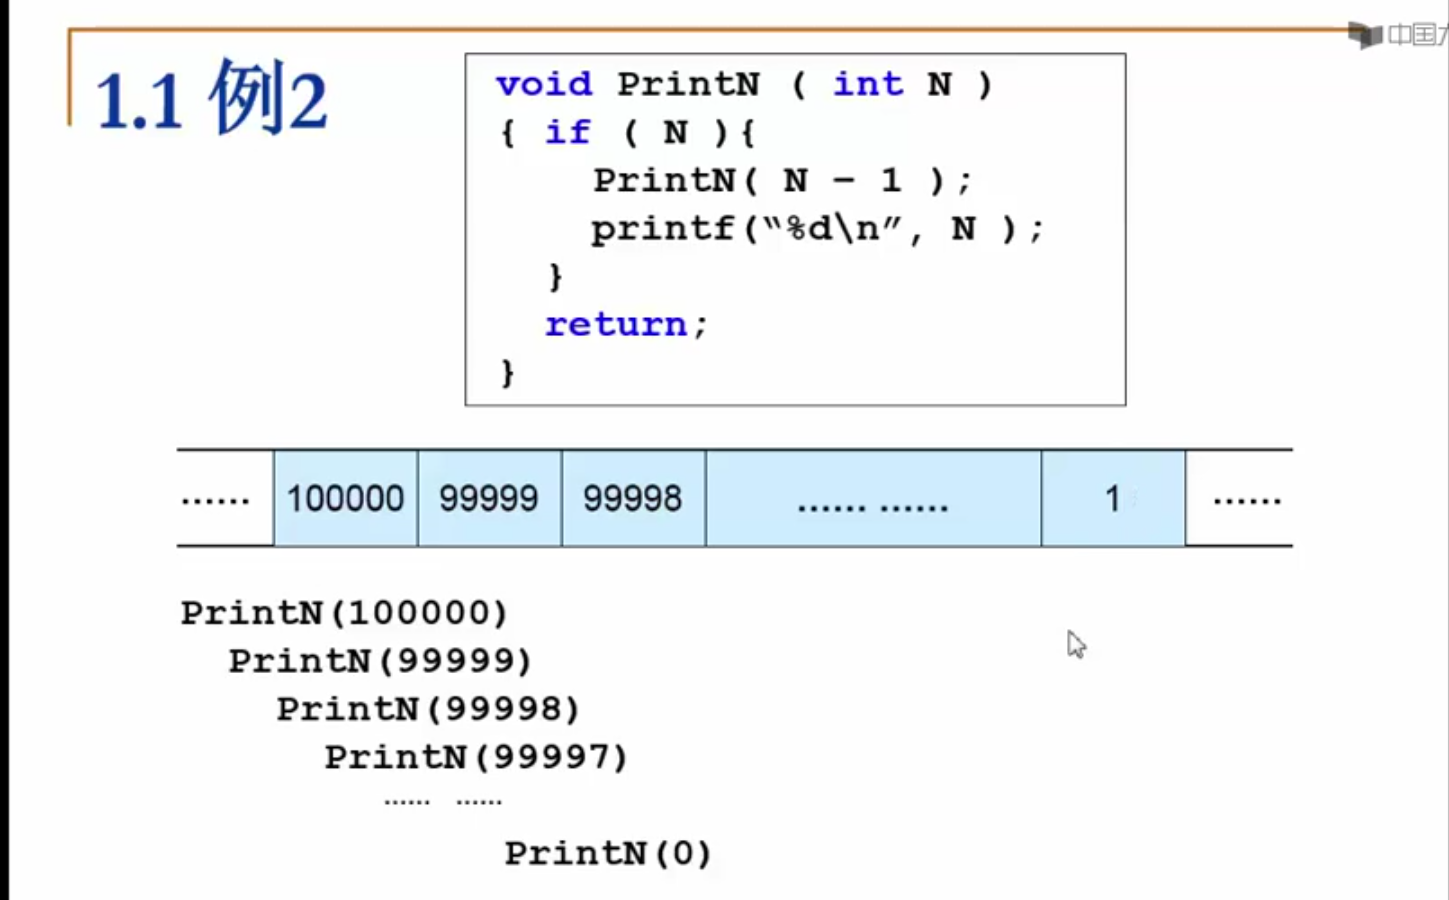 中国
1.1 例2
void PrintN ( int N )
{ if ( N ){
PrintN( N – 1 );
printf(“%d\n”, N );
}
return;
}
...... 100000 99999 99998 ...... ...... 1 ......
PrintN(100000)
PrintN(99999)
PrintN(99998)
PrintN(99997)
...... ......
PrintN(0)